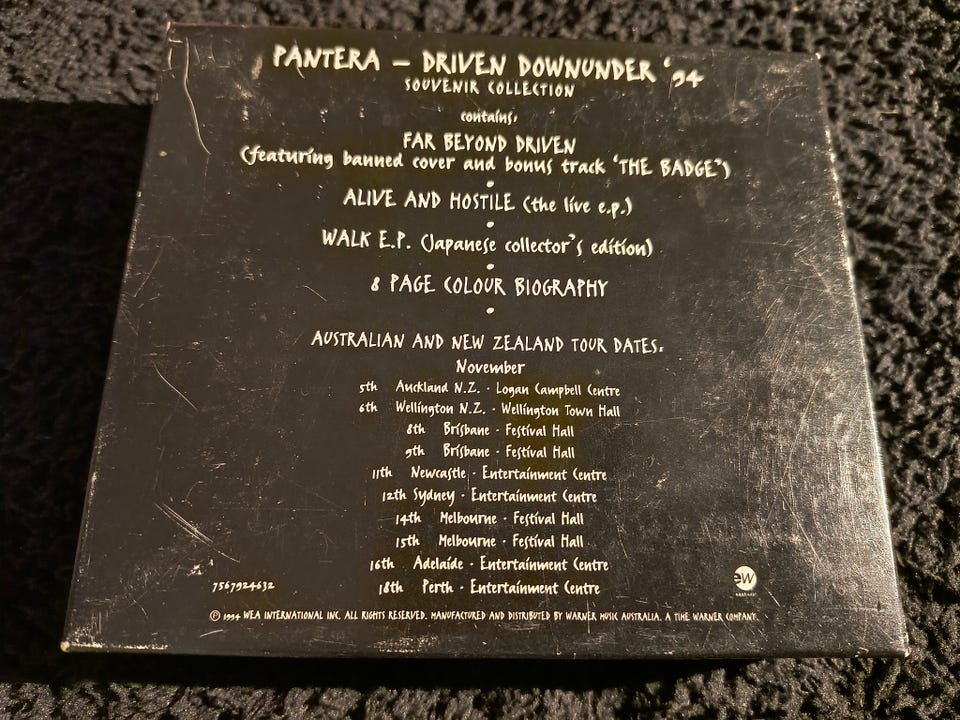 PANTERA – DRIVEN DOWNUNDER '94
SOUVENIR COLLECTION
contains:
FAR BEYOND DRIVEN
(featuring banned cover and bonus track 'THE BADGE')
•
ALIVE AND HOSTILE (the live e.p.)
•
WALK E.P. (Japanese collector's edition)
•
8 PAGE COLOUR BIOGRAPHY
•
AUSTRALIAN AND NEW ZEALAND TOUR DATES:
November
5th Auckland N.Z. · Logan Campbell Centre
6th Wellington N.Z. · Wellington Town Hall
8th Brisbane · Festival Hall
9th Brisbane · Festival Hall
11th Newcastle · Entertainment Centre
12th Sydney · Entertainment Centre
14th Melbourne · Festival Hall
15th Melbourne · Festival Hall
16th Adelaide · Entertainment Centre
18th Perth · Entertainment Centre
7567924632
ew
℗ 1994 WEA INTERNATIONAL INC. ALL RIGHTS RESERVED. MANUFACTURED AND DISTRIBUTED BY WARNER MUSIC AUSTRALIA. A TIME WARNER COMPANY.